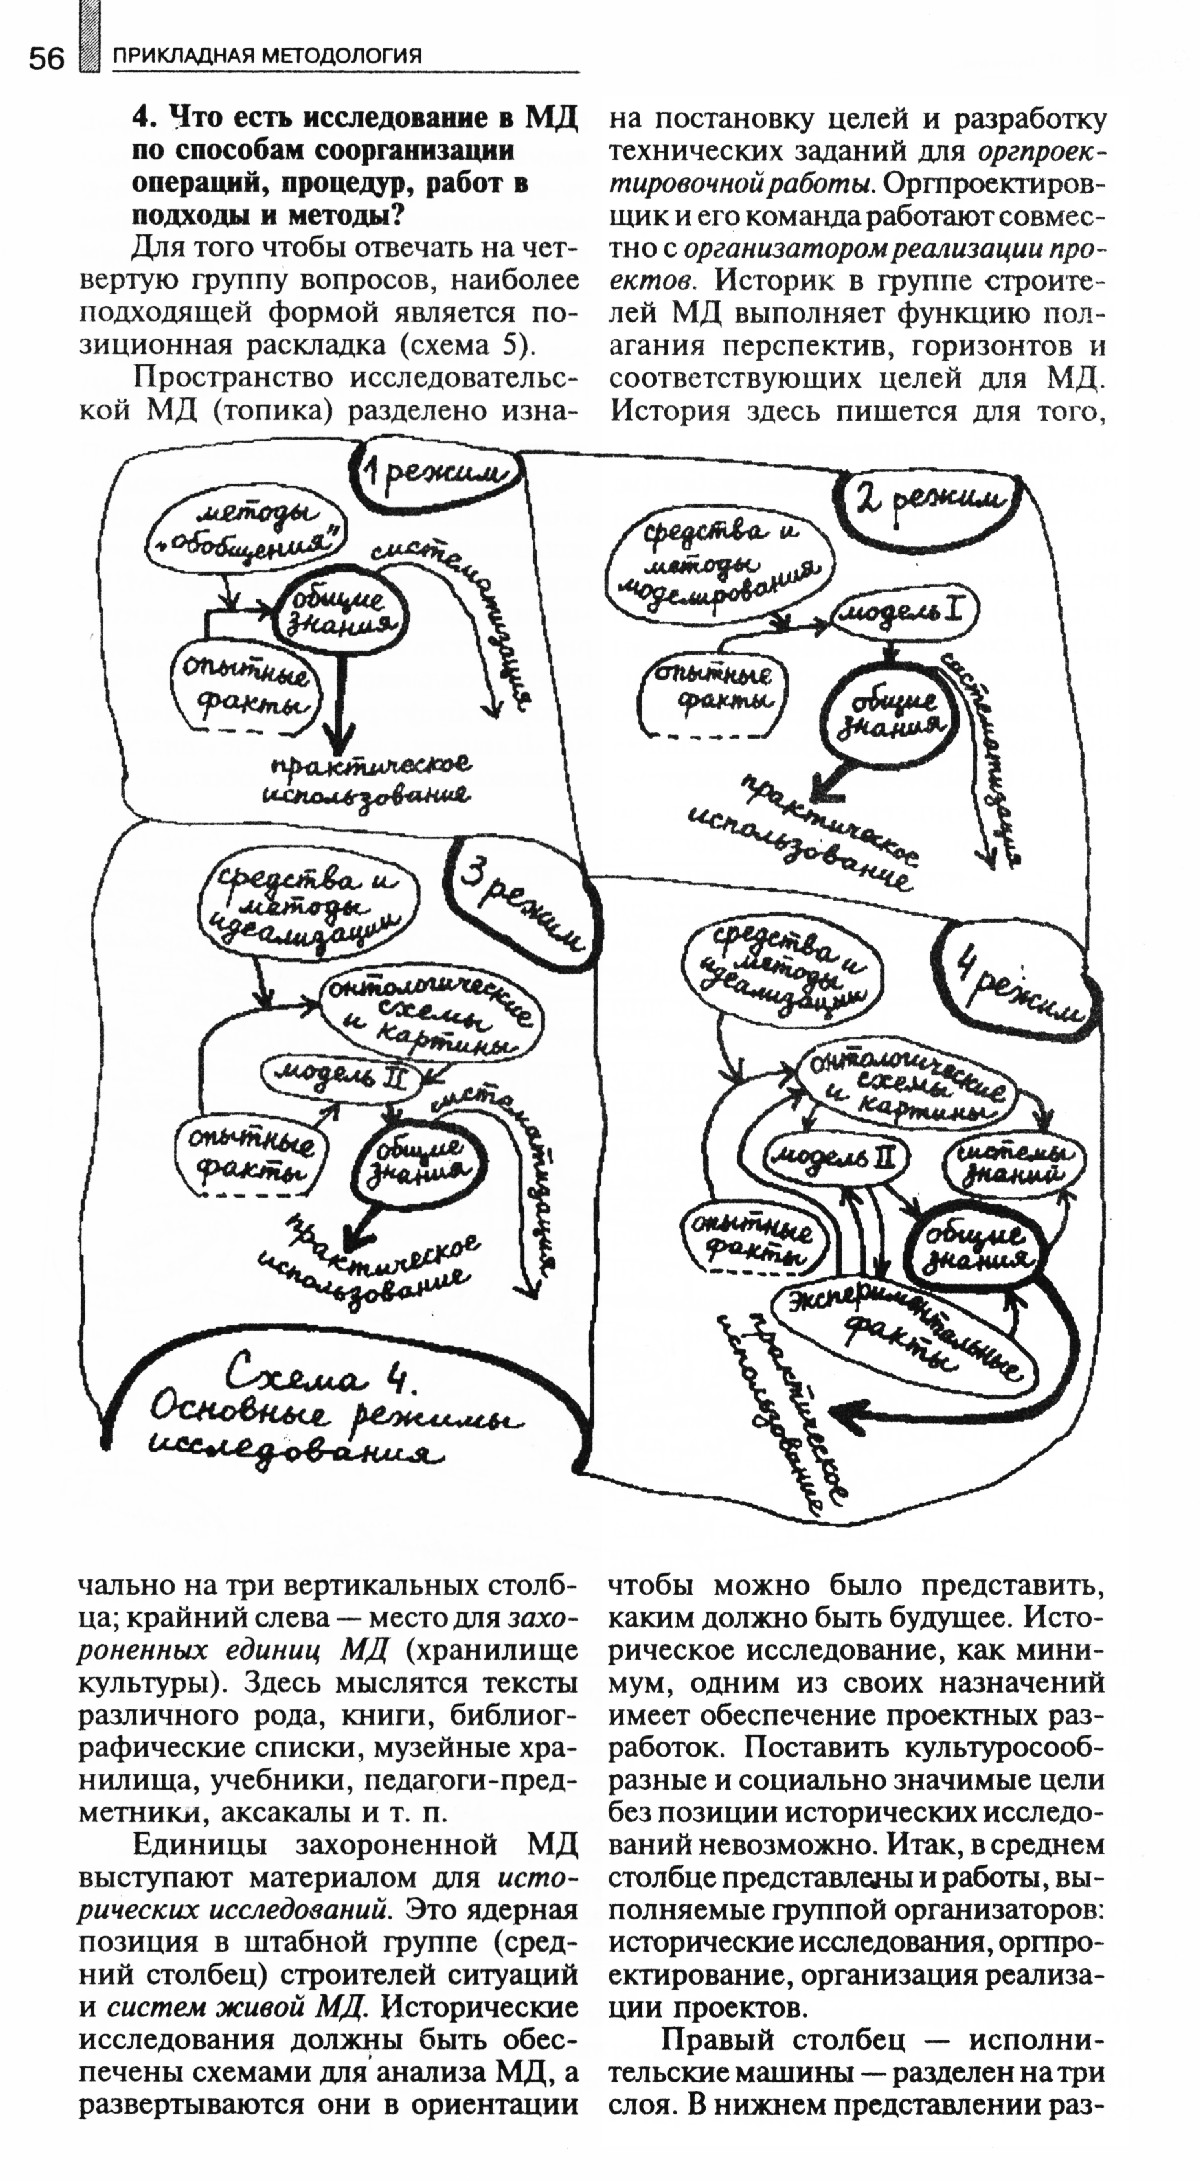 56
ПРИКЛАДНАЯ МЕТОДОЛОГИЯ
4. Что есть исследование в МД
по способам соорганизации
операций, процедур, работ в
подходы и методы?
Для того чтобы отвечать на чет-
вертую группу вопросов, наиболее
подходящей формой является по-
зиционная раскладка (схема 5).
Пространство исследовательс-
кой МД (топика) разделено изна-
на постановку целей и разработку
технических заданий для оргпроек-
тировочной работы. Оргпроектиров-
щик и его команда работают совмес-
тно с организатором реализации про-
ектов. Историк в группе строите-
лей МД выполняет функцию пол-
агания перспектив, горизонтов и
соответствующих целей для МД.
История здесь пишется для того,
1 режим
методы
„обобщения"
систематизация
общие
знания
опытные
факты
практическое
использование
2 режим
средства и
методы
моделирования
модель I
опытные
факты
общие
знания
систематизация
практическое
использование
3 режим
средства и
методы
идеализации
онтологические
схемы
и картины
модель II
систематизация
опытные
факты
общие
знания
практическое
использование
4 режим
средства и
методы
идеализации
онтологические
схемы
и картины
модель II
системы
знаний
опытные
факты
общие
знания
экспериментальные
факты
практическое
использование
Схема 4.
Основные режимы
исследования
чально на три вертикальных столб-
ца; крайний слева — место для захо-
роненных единиц МД (хранилище
культуры). Здесь мыслятся тексты
различного рода, книги, библиог-
рафические списки, музейные хра-
нилища, учебники, педагоги-пред-
метники, аксакалы и т. п.
Единицы захороненной МД
выступают материалом для исто-
рических исследований. Это ядерная
позиция в штабной группе (сред-
ний столбец) строителей ситуаций
и систем живой МД. Исторические
исследования должны быть обес-
печены схемами для анализа МД, а
развертываются они в ориентации
чтобы можно было представить,
каким должно быть будущее. Исто-
рическое исследование, как мини-
мум, одним из своих назначений
имеет обеспечение проектных раз-
работок. Поставить культуросооб-
разные и социально значимые цели
без позиции исторических исследо-
ваний невозможно. Итак, в среднем
столбце представлены и работы, вы-
полняемые группой организаторов:
исторические исследования, оргпро-
ектирование, организация реализа-
ции проектов.
Правый столбец — исполни-
тельские машины — разделен на три
слоя. В нижнем представлении раз-